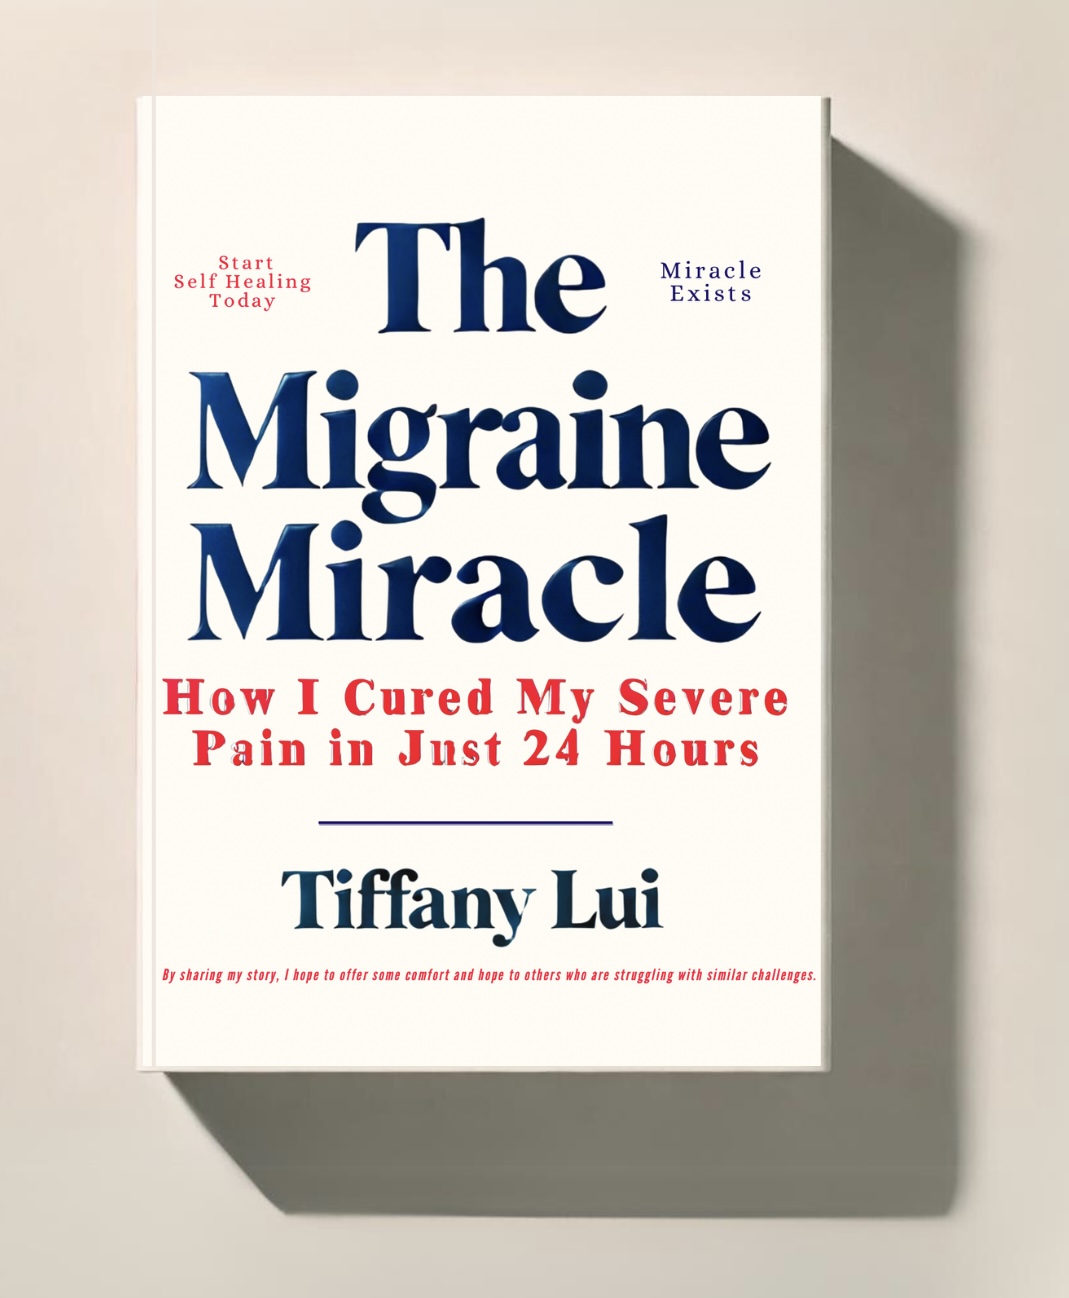 Start
Self Healing
Today
The
Miracle
Exists
Migraine
Miracle
How I Cured My Severe
Pain in Just 24 Hours
Tiffany Lui
By sharing my story, I hope to offer some comfort and hope to others who are struggling with similar challenges.